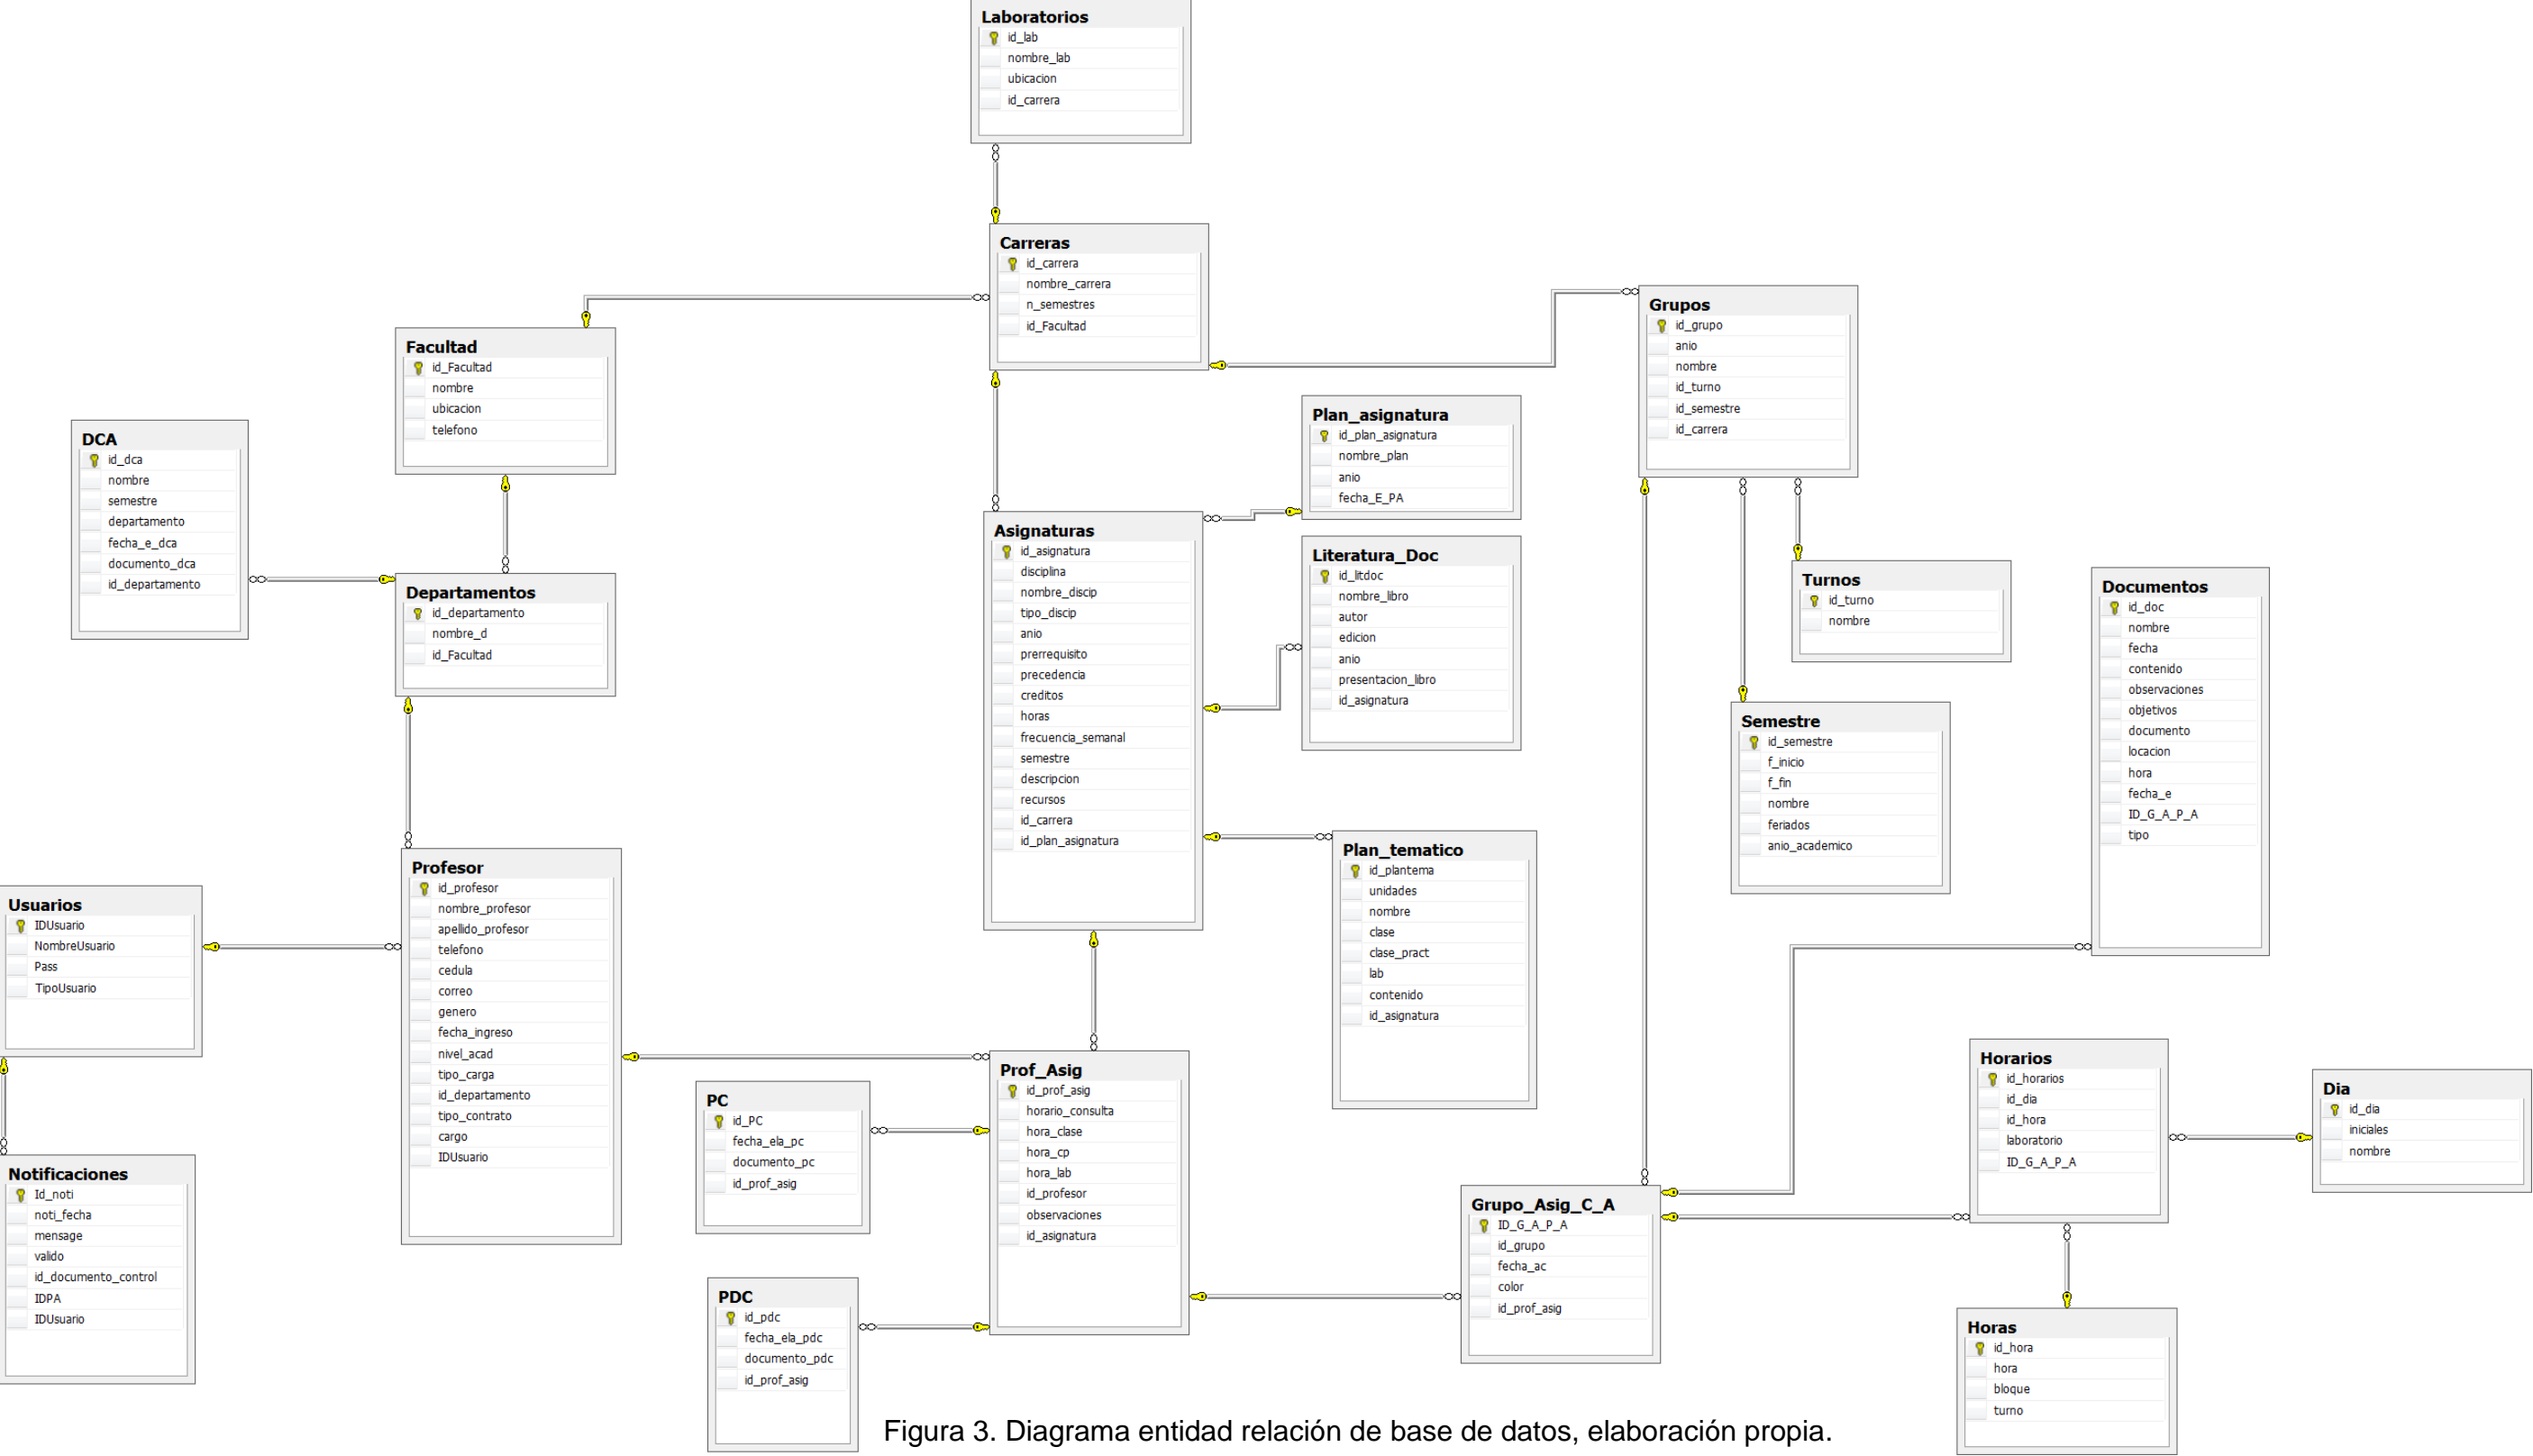 Laboratorios
id_lab
nombre_lab
ubicacion
id_carrera
Carreras
id_carrera
nombre_carrera
n_semestres
id_Facultad
Grupos
id_grupo
anio
nombre
id_turno
id_semestre
id_carrera
Facultad
id_Facultad
nombre
ubicacion
telefono
DCA
id_dca
nombre
semestre
departamento
fecha_e_dca
documento_dca
id_departamento
Departamentos
id_departamento
nombre_d
id_Facultad
Plan_asignatura
id_plan_asignatura
nombre_plan
anio
fecha_E_PA
Asignaturas
id_asignatura
disciplina
nombre_discip
tipo_discip
anio
prerrequisito
precedencia
creditos
horas
frecuencia_semanal
semestre
descripcion
recursos
id_carrera
id_plan_asignatura
Literatura_Doc
id_litdoc
nombre_libro
autor
edicion
anio
presentacion_libro
id_asignatura
Turnos
id_turno
nombre
Documentos
id_doc
nombre
fecha
contenido
observaciones
objetivos
documento
locacion
hora
fecha_e
ID_G_A_P_A
tipo
Semestre
id_semestre
f_inicio
f_fin
nombre
feriados
anio_academico
Plan_tematico
id_plantema
unidades
nombre
clase
clase_pract
lab
contenido
id_asignatura
Profesor
id_profesor
nombre_profesor
apellido_profesor
telefono
cedula
correo
genero
fecha_ingreso
nivel_acad
tipo_carga
id_departamento
tipo_contrato
cargo
IDUsuario
Usuarios
IDUsuario
NombreUsuario
Pass
TipoUsuario
Notificaciones
Id_noti
noti_fecha
mensage
valido
id_documento_control
IDPA
IDUsuario
PC
id_PC
fecha_ela_pc
documento_pc
id_prof_asig
Prof_Asig
id_prof_asig
horario_consulta
hora_clase
hora_cp
hora_lab
id_profesor
observaciones
id_asignatura
PDC
id_pdc
fecha_ela_pdc
documento_pdc
id_prof_asig
Grupo_Asig_C_A
ID_G_A_P_A
id_grupo
fecha_ac
color
id_prof_asig
Horarios
id_horarios
id_dia
id_hora
laboratorio
ID_G_A_P_A
Dia
id_dia
iniciales
nombre
Horas
id_hora
hora
bloque
turno
Figura 3. Diagrama entidad relación de base de datos, elaboración propia.